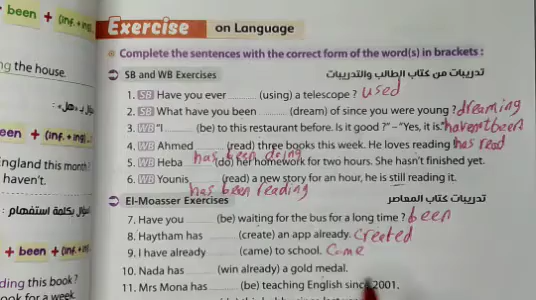 been + (inf. + ing)
Exercise on Language
Complete the sentences with the correct form of the word(s) in brackets :
ng the house.
SB and WB Exercises تدريبات من كتاب الطالب والتدريبات
1. SB Have you ever ............ (using) a telescope ? used
2. SB What have you been ............ (dream) of since you were young ? dreaming
3. WB "I ............ (be) to this restaurant before. Is it good ?" – "Yes, it is." haven't been
een + (inf. + ing)
4. WB Ahmed ............ (read) three books this week. He loves reading. has read
has been doing
ngland this month?
5. WB Heba ............ (do) her homework for two hours. She hasn't finished yet.
haven't.
6. WB Younis ............ (read) a new story for an hour, he is still reading it.
has been reading
El-Moasser Exercises تدريبات كتاب المعاصر
سؤال بكلمة استفهام
7. Have you ............ (be) waiting for the bus for a long time ? been
8. Haytham has ............ (create) an app already. created
+ been + (inf. + ing)
9. I have already ............ (came) to school. Come
10. Nada has ............ (win already) a gold medal.
ding this book?
11. Mrs Mona has ............ (be) teaching English since 2001.
ook for a week.